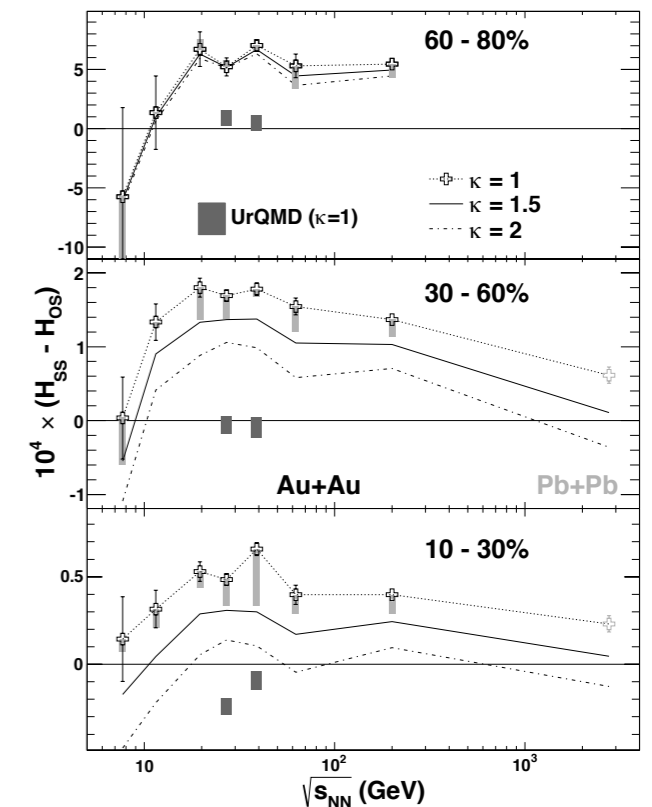 60 - 80%
5
0
-5
-10
κ = 1
κ = 1.5
κ = 2
UrQMD (κ=1)
10⁴ × (H_SS - H_OS)
30 - 60%
2
1
0
-1
Au+Au
Pb+Pb
10 - 30%
0.5
0
10
10²
10³
√s_NN (GeV)